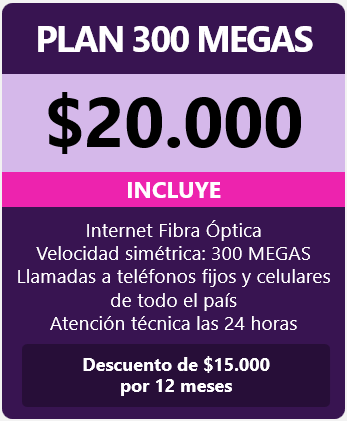 PLAN 300 MEGAS
$20.000
INCLUYE
Internet Fibra Óptica
Velocidad simétrica: 300 MEGAS
Llamadas a teléfonos fijos y celulares
de todo el país
Atención técnica las 24 horas
Descuento de $15.000
por 12 meses